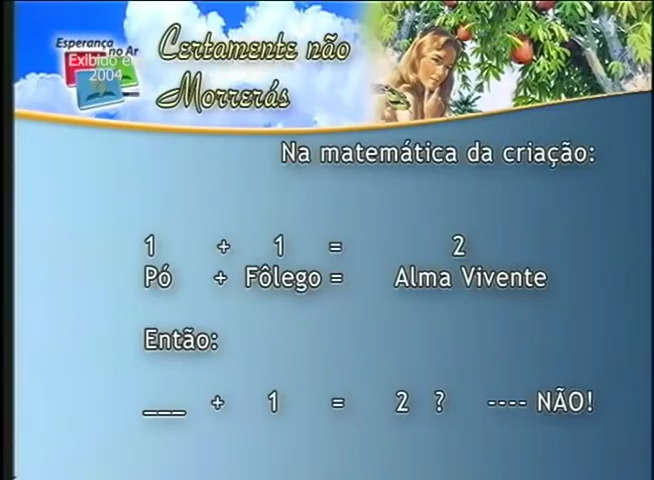 Esperança
no Ar
Exibido e
2004
Certamente não
Morrerás
Na matemática da criação:
1 + 1 = 2
Pó + Fôlego = Alma Vivente
Então:
___ + 1 = 2 ? ---- NÃO!